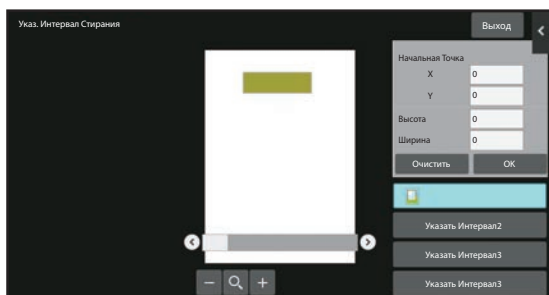 Указ. Интервал Стирания
Выход
Начальная Точка
X 0
Y 0
Высота 0
Ширина 0
Очистить OK
Указать Интервал2
Указать Интервал3
Указать Интервал3